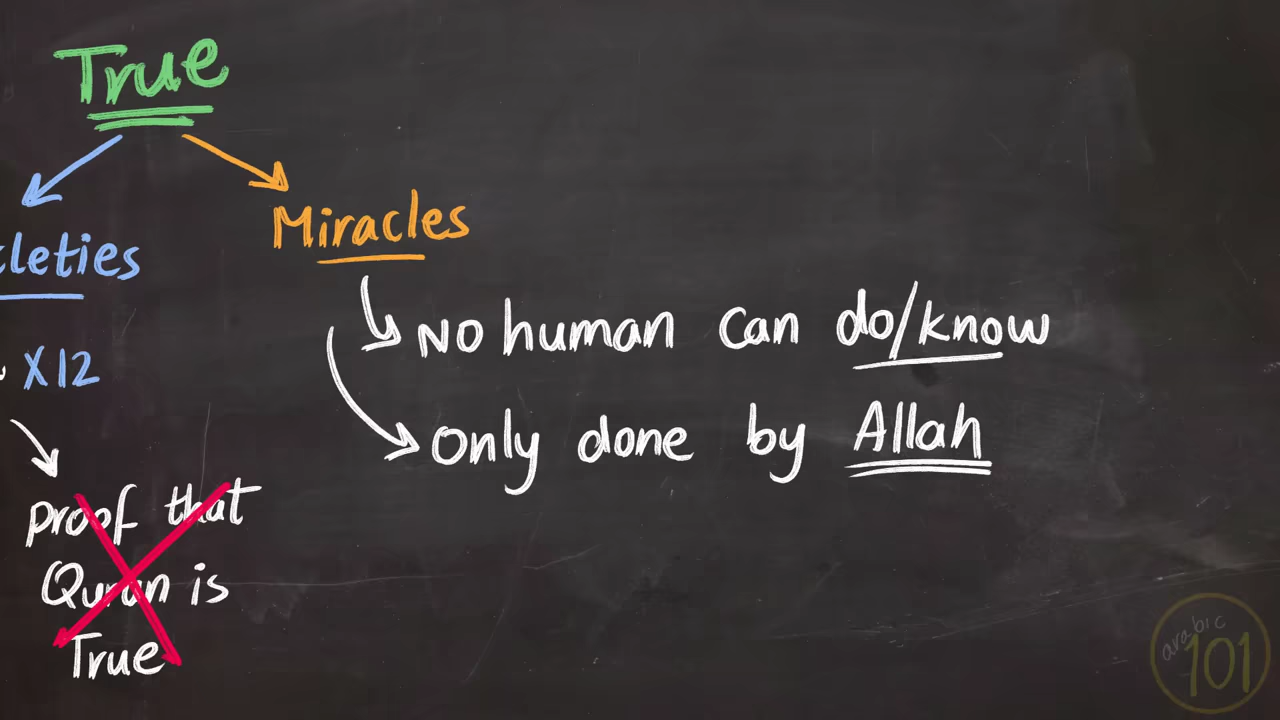 True
Miracles
cleties
No human can do/know
X12
Only done by Allah
Proof that
Quran is
True
arabic
101